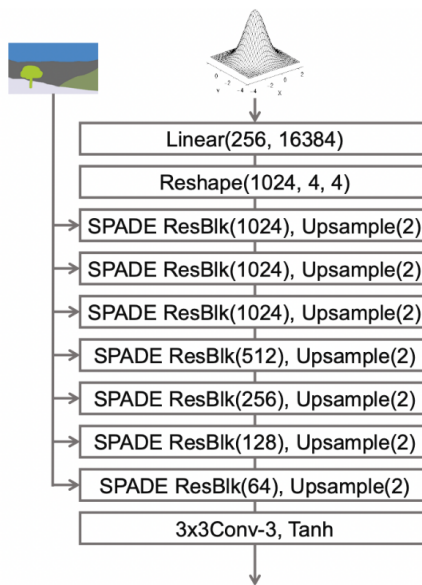 Linear(256, 16384)
Reshape(1024, 4, 4)
SPADE ResBlk(1024), Upsample(2)
SPADE ResBlk(1024), Upsample(2)
SPADE ResBlk(1024), Upsample(2)
SPADE ResBlk(512), Upsample(2)
SPADE ResBlk(256), Upsample(2)
SPADE ResBlk(128), Upsample(2)
SPADE ResBlk(64), Upsample(2)
3x3Conv-3, Tanh